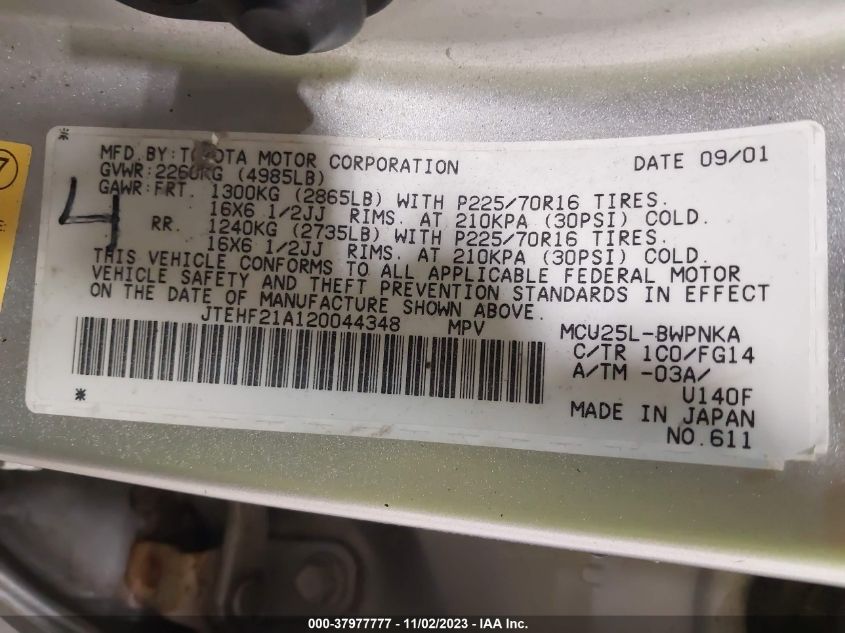 MFD.BY:TOYOTA MOTOR CORPORATION DATE 09/01
GVWR:2260KG (4985LB)
GAWR:FRT. 1300KG (2865LB) WITH P225/70R16 TIRES.
16X6 1/2JJ RIMS. AT 210KPA (30PSI) COLD.
RR. 1240KG (2735LB) WITH P225/70R16 TIRES.
16X6 1/2JJ RIMS. AT 210KPA (30PSI) COLD.
THIS VEHICLE CONFORMS TO ALL APPLICABLE FEDERAL MOTOR
VEHICLE SAFETY AND THEFT PREVENTION STANDARDS IN EFFECT
ON THE DATE OF MANUFACTURE SHOWN ABOVE.
JTEHF21A120044348 MPV MCU25L-BWPNKA
C/TR 1C0/FG14
A/TM -03A/
U140F
MADE IN JAPAN
NO.611
4
7
000-37977777 - 11/02/2023 - IAA Inc.